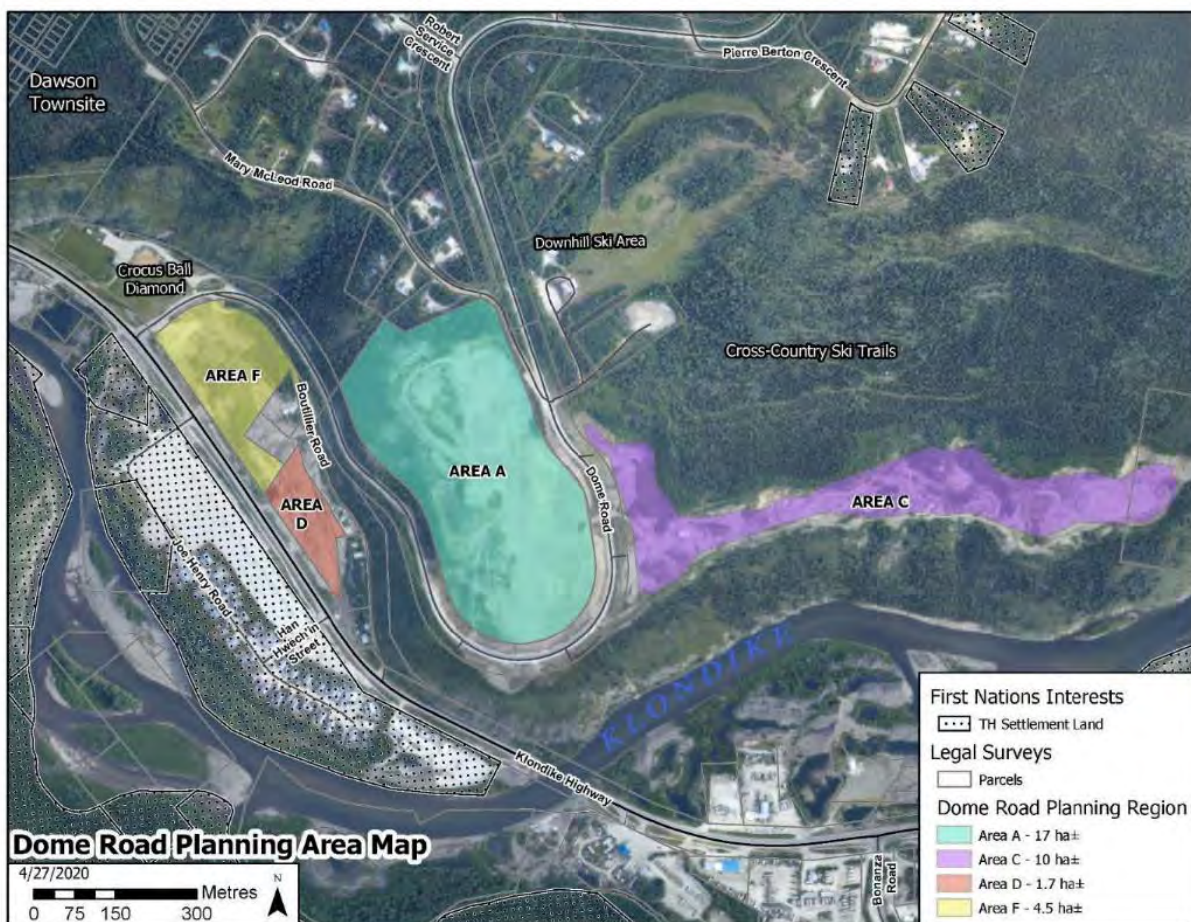 Dawson
Townsite
Robert
Service
Crescent
Pierre Berton Crescent
Mary McLeod Road
Downhill Ski Area
Crocus Ball
Diamond
Cross-Country Ski Trails
AREA F
Boutillier Road
AREA A
Dome Road
AREA C
AREA
D
Joe Henry Road
Han
Hwech'in
Street
KLONDIKE
Klondike Highway
Bonanza
Road
First Nations Interests
TH Settlement Land
Legal Surveys
Parcels
Dome Road Planning Region
Area A - 17 ha±
Area C - 10 ha±
Area D - 1.7 ha±
Area F - 4.5 ha±
Dome Road Planning Area Map
4/27/2020
Metres
0 75 150 300
N